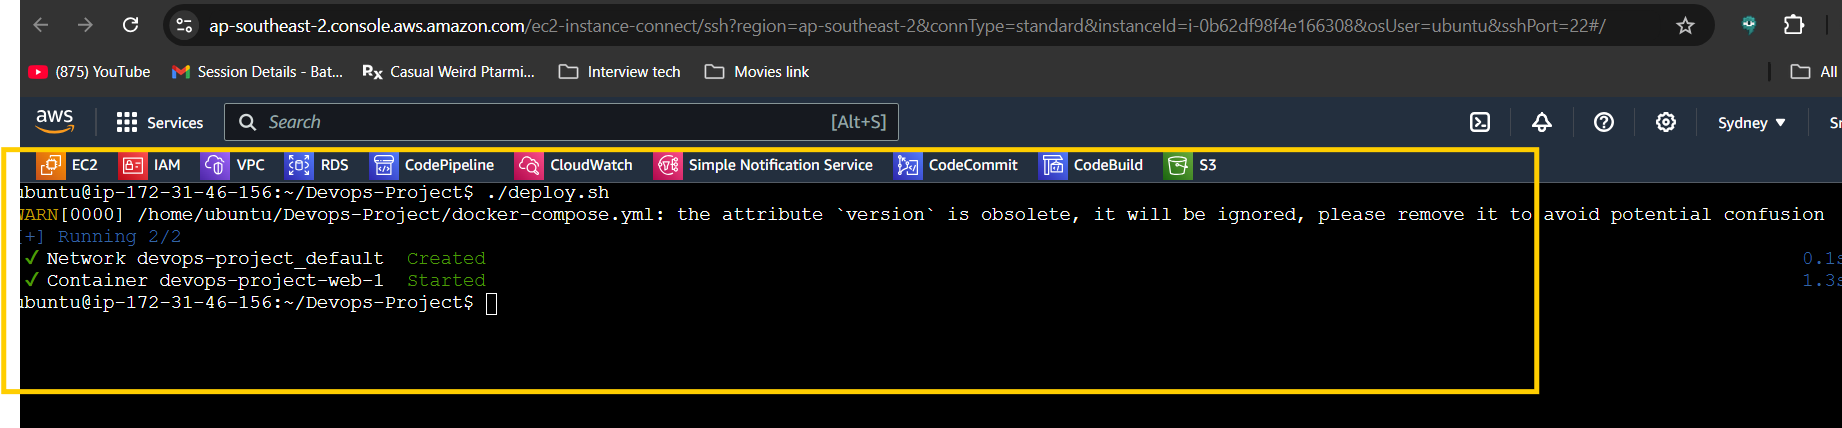 ap-southeast-2.console.aws.amazon.com/ec2-instance-connect/ssh?region=ap-southeast-2&connType=standard&instanceId=i-0b62df98f4e166308&osUser=ubuntu&sshPort=22#/
(875) YouTube Session Details - Bat... Rx Casual Weird Ptarmi... Interview tech Movies link All
aws Services Search [Alt+S] Sydney
EC2 IAM VPC RDS CodePipeline CloudWatch Simple Notification Service CodeCommit CodeBuild S3
ubuntu@ip-172-31-46-156:~/Devops-Project$ ./deploy.sh
WARN[0000] /home/ubuntu/Devops-Project/docker-compose.yml: the attribute `version` is obsolete, it will be ignored, please remove it to avoid potential confusion
[+] Running 2/2
✓ Network devops-project_default Created 0.1s
✓ Container devops-project-web-1 Started 1.3s
ubuntu@ip-172-31-46-156:~/Devops-Project$